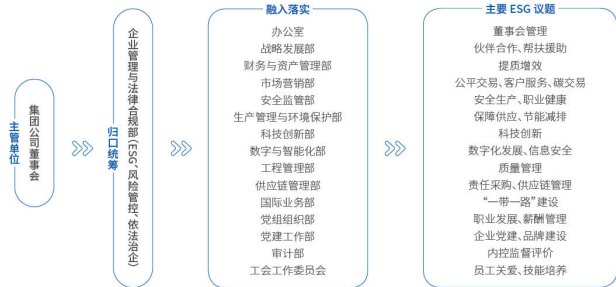 主管单位
集团公司董事会
归口统筹
企业管理与法律合规部(ESG、风险管控、依法治企)
融入落实
办公室
战略发展部
财务与资产管理部
市场营销部
安全监管部
生产管理与环境保护部
科技创新部
数字与智能化部
工程管理部
供应链管理部
国际业务部
党组组织部
党建工作部
审计部
工会工作委员会
主要 ESG 议题
董事会管理
伙伴合作、帮扶援助
提质增效
公平交易、客户服务、碳交易
安全生产、职业健康
保障供应、节能减排
科技创新
数字化发展、信息安全
质量管理
责任采购、供应链管理
“一带一路”建设
职业发展、薪酬管理
企业党建、品牌建设
内控监督评价
员工关爱、技能培养